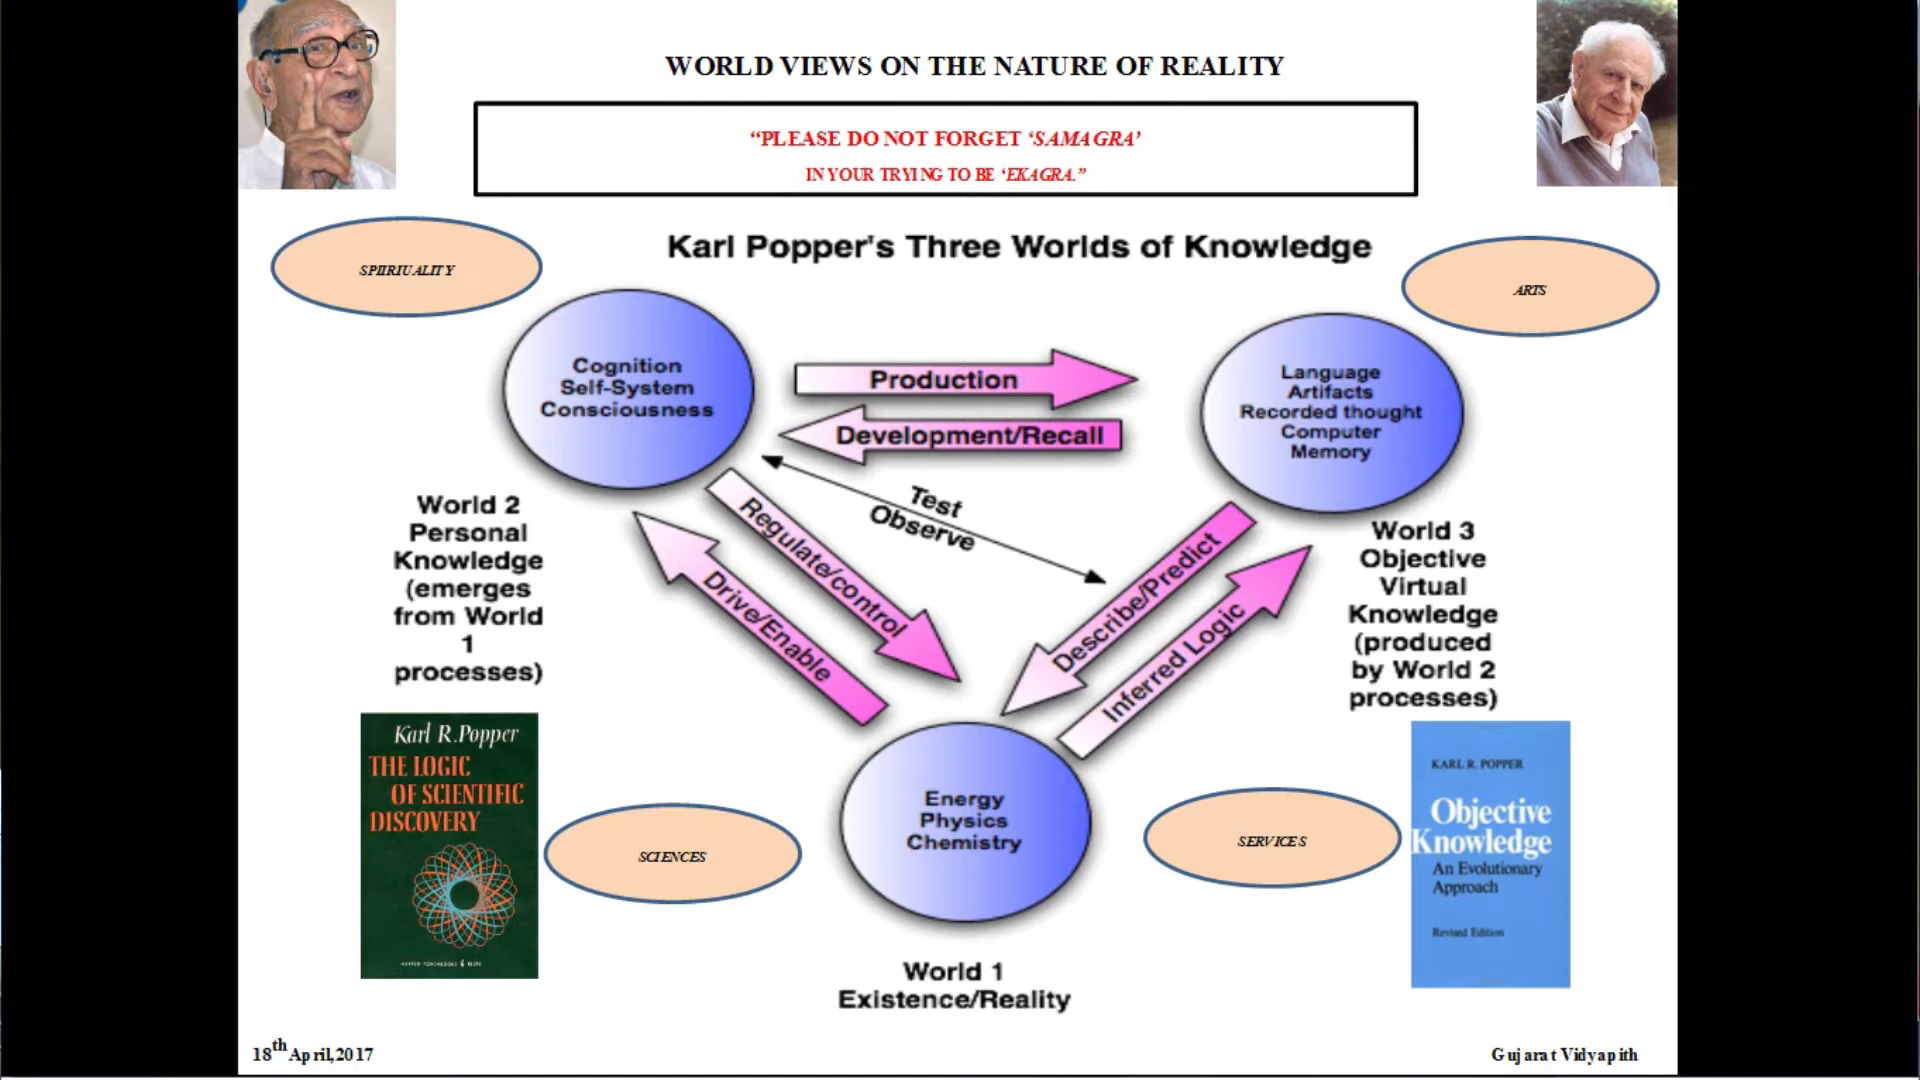 WORLD VIEWS ON THE NATURE OF REALITY
“PLEASE DO NOT FORGET ‘SAMAGRA’
IN YOUR TRYING TO BE ‘EKAGRA.”
Karl Popper's Three Worlds of Knowledge
SPIIRIUALITY
ARTS
Cognition
Self-System
Consciousness
Production
Development/Recall
Language
Artifacts
Recorded thought
Computer
Memory
Test
Observe
Regulate/control
Drive/Enable
Describe/Predict
Inferred Logic
World 2
Personal
Knowledge
(emerges
from World
1
processes)
World 3
Objective
Virtual
Knowledge
(produced
by World 2
processes)
Karl R.Popper
THE LOGIC
OF SCIENTIFIC
DISCOVERY
SCIENCES
Energy
Physics
Chemistry
SERVICES
KARL R. POPPER
Objective
Knowledge
An Evolutionary
Approach
Revised Edition
World 1
Existence/Reality
18th April,2017
Gujarat Vidyapith